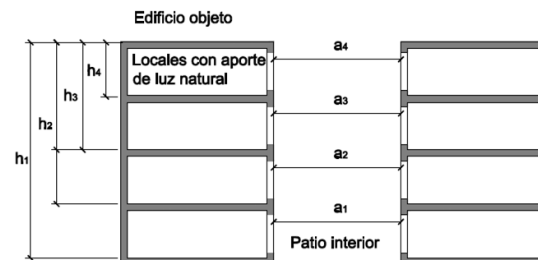 Edificio objeto
Locales con aporte
de luz natural
a4
h4
h3
a3
h2
a2
h1
a1
Patio interior